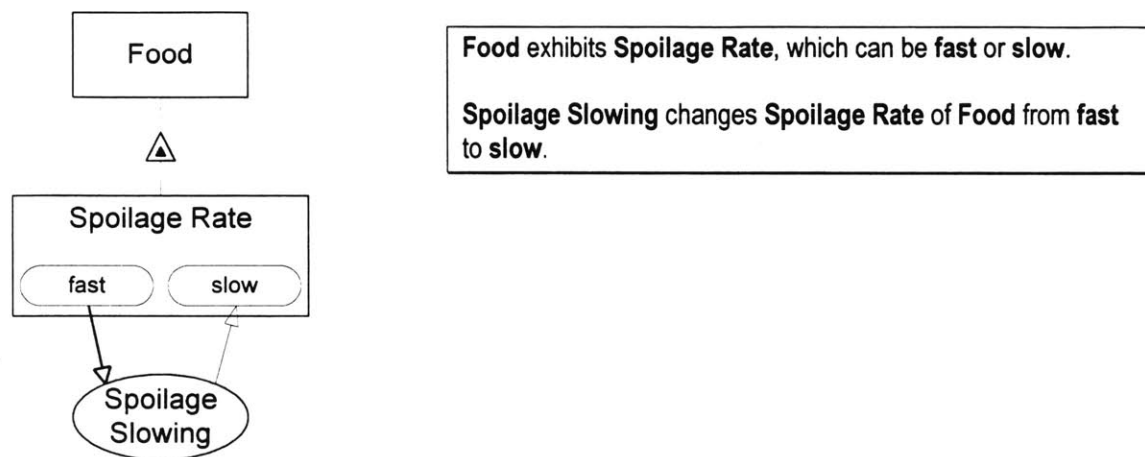 Food
Spoilage Rate
fast
slow
Spoilage
Slowing
Food exhibits Spoilage Rate, which can be fast or slow.
Spoilage Slowing changes Spoilage Rate of Food from fast
to slow.